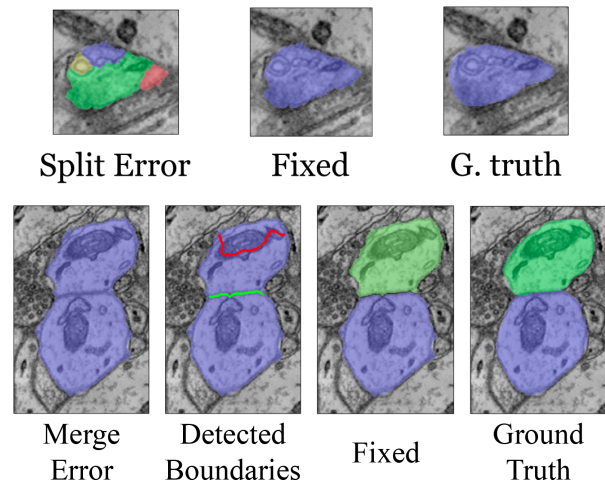 Split Error
Fixed
G. truth
Merge
Error
Detected
Boundaries
Fixed
Ground
Truth